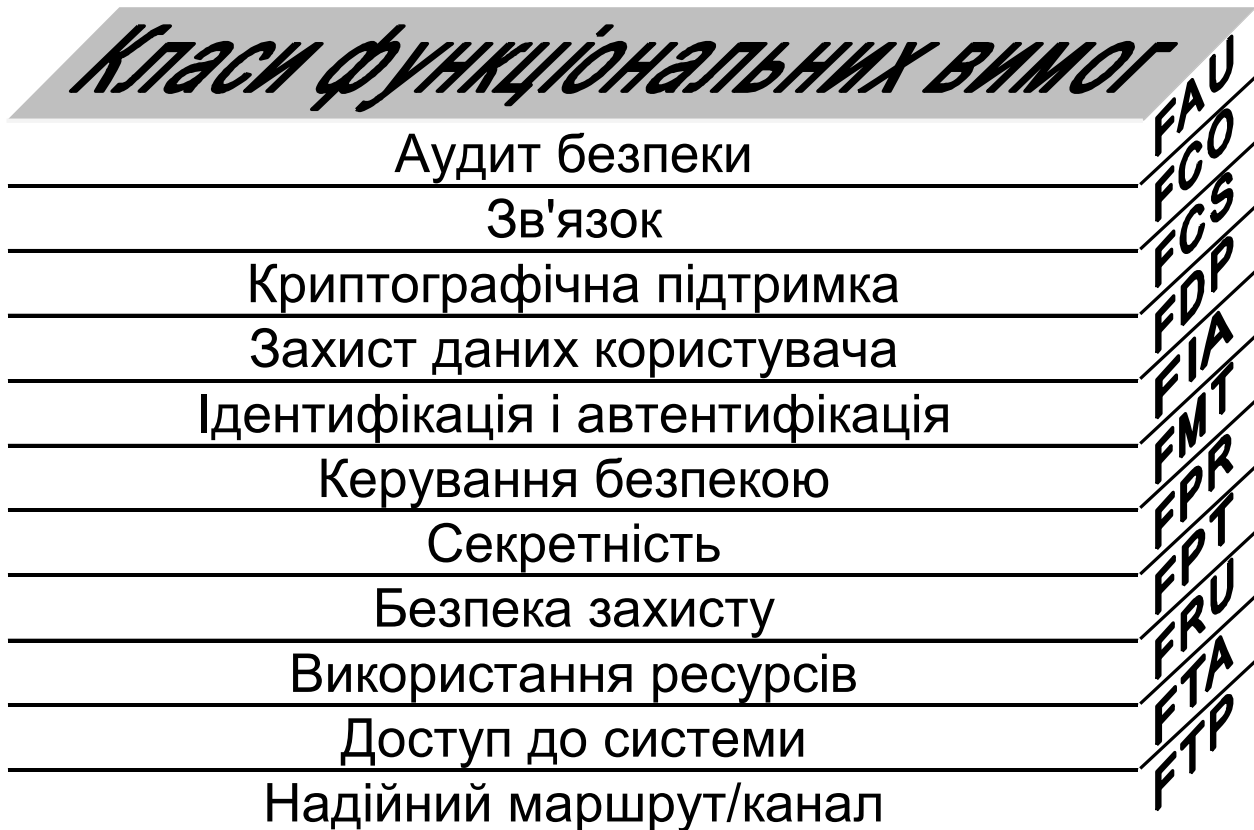 Класи функціональних вимог
Аудит безпеки FAU
Зв'язок FCO
Криптографічна підтримка FCS
Захист даних користувача FDP
Ідентифікація і автентифікація FIA
Керування безпекою FMT
Секретність FPR
Безпека захисту FPT
Використання ресурсів FRU
Доступ до системи FTA
Надійний маршрут/канал FTP